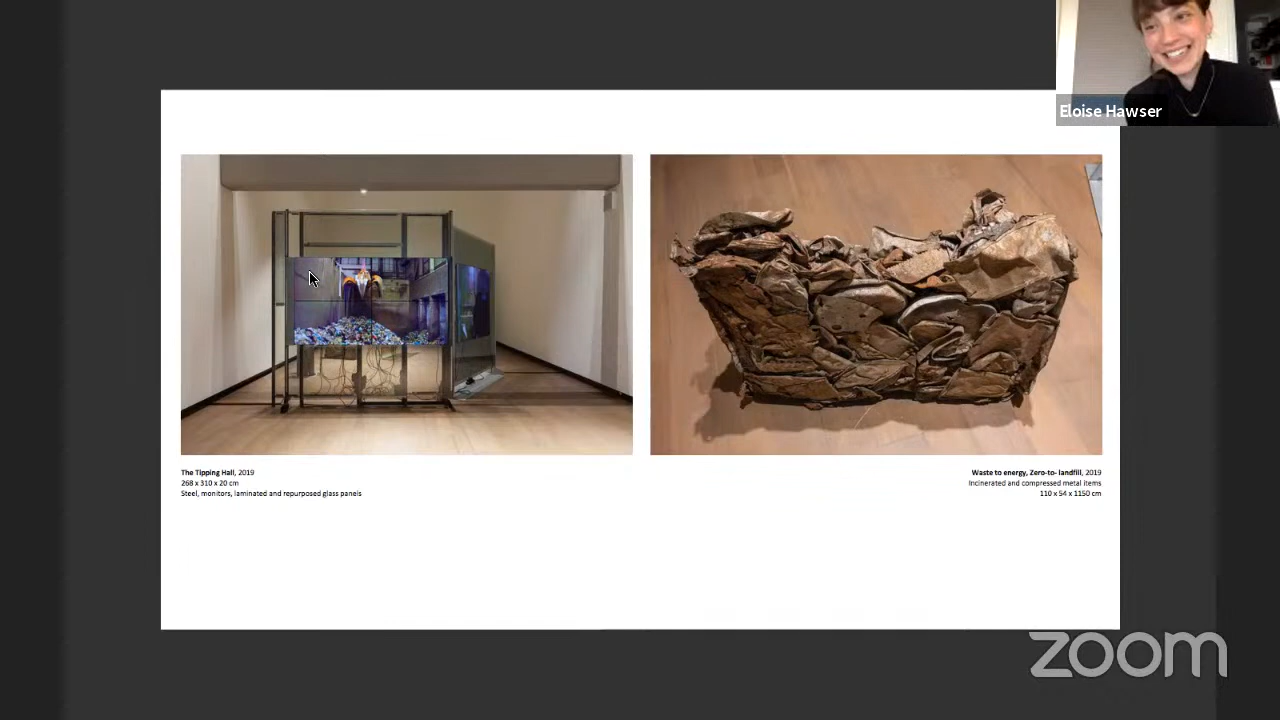 Eloise Hawser
The Tipping Hall, 2019
268 x 310 x 20 cm
Steel, monitors, laminated and repurposed glass panels
Waste to energy, Zero-to- landfill, 2019
Incinerated and compressed metal items
110 x 54 x 1150 cm
zoom